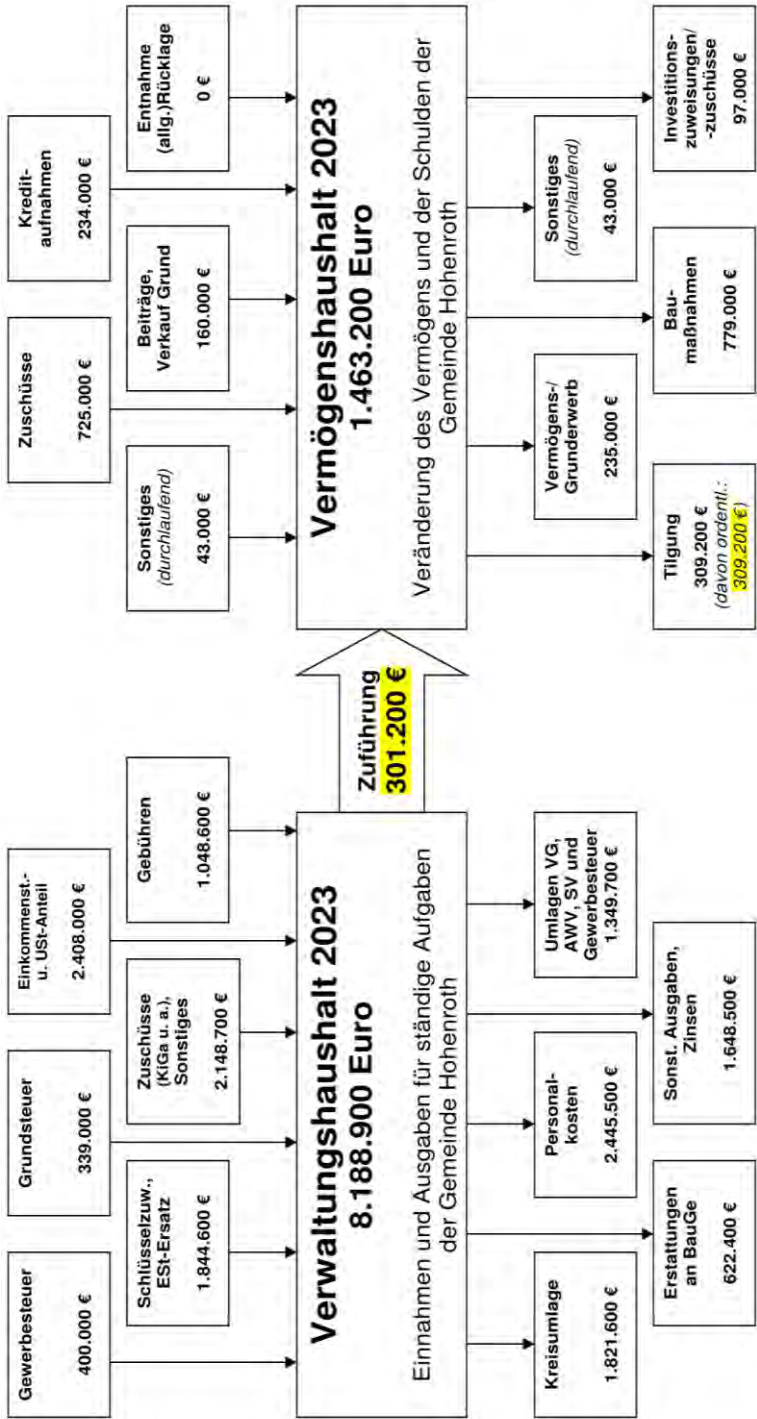 Gewerbesteuer
400.000 €
Grundsteuer
339.000 €
Einkommenst.-
u. USt-Anteil
2.408.000 €
Schlüsselzuw.,
ESt-Ersatz
1.844.600 €
Zuschüsse
(KiGa u. a.),
Sonstiges
2.148.700 €
Gebühren
1.048.600 €
Verwaltungshaushalt 2023
8.188.900 Euro
Einnahmen und Ausgaben für ständige Aufgaben
der Gemeinde Hohenroth
Kreisumlage
1.821.600 €
Personal-
kosten
2.445.500 €
Umlagen VG,
AWV, SV und
Gewerbesteuer
1.349.700 €
Erstattungen
an BauGe
622.400 €
Sonst. Ausgaben,
Zinsen
1.648.500 €
Zuführung
301.200 €
Zuschüsse
725.000 €
Kredit-
aufnahmen
234.000 €
Sonstiges
(durchlaufend)
43.000 €
Beiträge,
Verkauf Grund
160.000 €
Entnahme
(allg.)Rücklage
0 €
Vermögenshaushalt 2023
1.463.200 Euro
Veränderung des Vermögens und der Schulden der
Gemeinde Hohenroth
Vermögens-/
Grunderwerb
235.000 €
Sonstiges
(durchlaufend)
43.000 €
Tilgung
309.200 €
(davon ordentl.:
309.200 €)
Bau-
maßnahmen
779.000 €
Investitions-
zuweisungen/
-zuschüsse
97.000 €